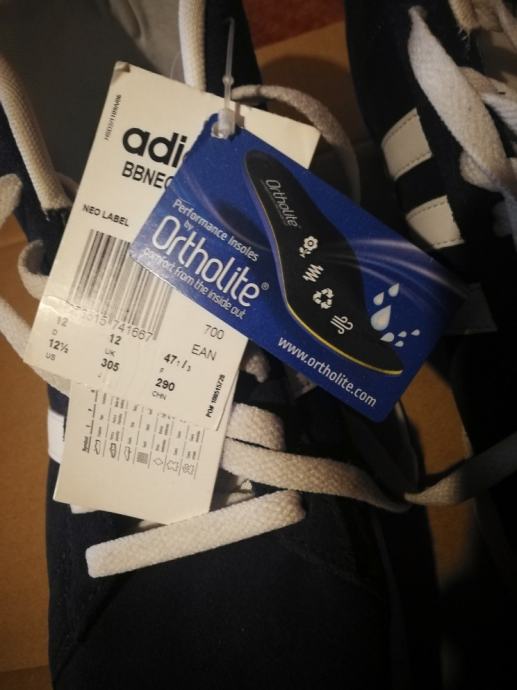 adi
BBNEO
NEO LABEL
741667
700
EAN
12
D
12½
US
12
UK
305
47 1/3
F
290
CHN
Performance Insoles
by
Ortholite®
comfort from the inside out
Ortholite
www.ortholite.com